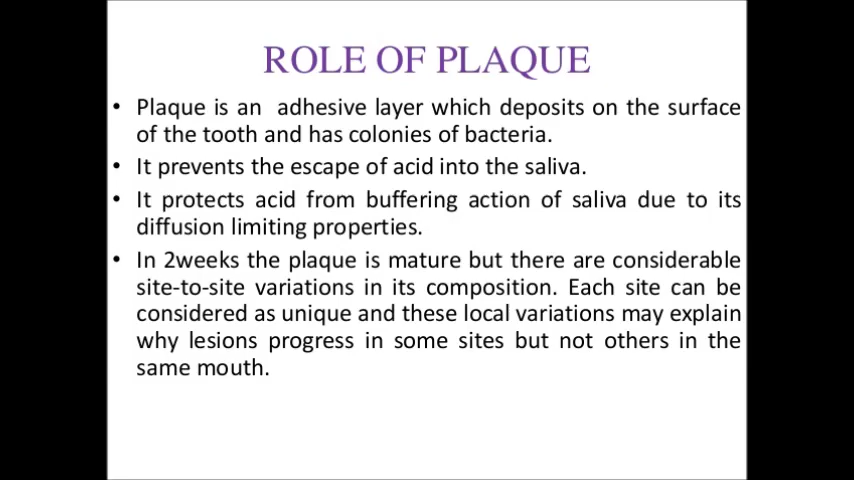 ROLE OF PLAQUE
• Plaque is an adhesive layer which deposits on the surface
of the tooth and has colonies of bacteria.
• It prevents the escape of acid into the saliva.
• It protects acid from buffering action of saliva due to its
diffusion limiting properties.
• In 2weeks the plaque is mature but there are considerable
site-to-site variations in its composition. Each site can be
considered as unique and these local variations may explain
why lesions progress in some sites but not others in the
same mouth.